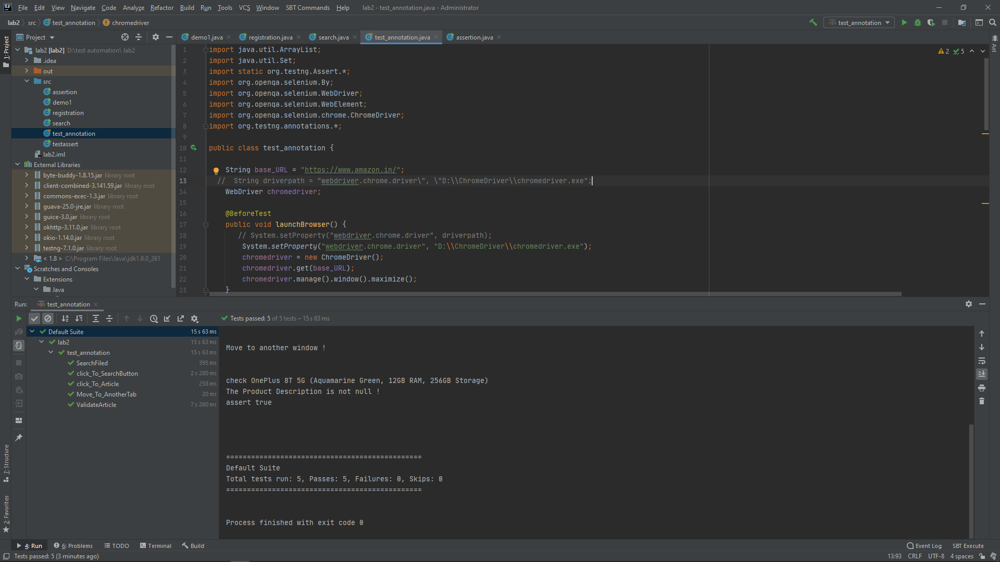 File Edit View Navigate Code Analyze Refactor Build Run Tools VCS Window SBT Commands Help lab2 - test_annotation.java - Administrator
lab2 src test_annotation chromedriver
test_annotation
Project
demo1.java registration.java search.java test_annotation.java assertion.java
1: Project
Ant
lab2 [lab2] D:\test automation\ lab2
.idea
out
src
assertion
demo1
registration
search
test_annotation
testassert
lab2.iml
External Libraries
byte-buddy-1.8.15.jar library root
client-combined-3.141.59.jar library root
commons-exec-1.3.jar library root
guava-25.0-jre.jar library root
guice-3.0.jar library root
okhttp-3.11.0.jar library root
okio-1.14.0.jar library root
testng-7.1.0.jar library root
< 1.8 > C:\Program Files\Java\jdk1.8.0_261
Scratches and Consoles
Extensions
Java
2 5
1 import java.util.ArrayList;
2 import java.util.Set;
3 import static org.testng.Assert.*;
4 import org.openqa.selenium.By;
5 import org.openqa.selenium.WebDriver;
6 import org.openqa.selenium.WebElement;
7 import org.openqa.selenium.chrome.ChromeDriver;
8 import org.testng.annotations.*;
9
10 public class test_annotation {
11
12 String base_URL = "https://www.amazon.in/";
13 // String driverpath = "webdriver.chrome.driver\", \"D:\\ChromeDriver\\chromedriver.exe";
14 WebDriver chromedriver;
15
16 @BeforeTest
17 public void launchBrowser() {
18 // System.setProperty("webdriver.chrome.driver", driverpath);
19 System.setProperty("webdriver.chrome.driver", "D:\\ChromeDriver\\chromedriver.exe");
20 chromedriver = new ChromeDriver();
21 chromedriver.get(base_URL);
22 chromedriver.manage().window().maximize();
23 }
Run: test_annotation
Tests passed: 5 of 5 tests – 15 s 63 ms
Default Suite 15 s 63 ms
lab2 15 s 63 ms
test_annotation 15 s 63 ms
SearchFiled 395 ms
click_To_SearchButton 2 s 280 ms
click_To_Article 258 ms
Move_To_AnotherTab 20 ms
ValidateArticle 7 s 260 ms
Move to another window !
check OnePlus 8T 5G (Aquamarine Green, 12GB RAM, 256GB Storage)
The Product Description is not null !
assert true
===============================================
Default Suite
Total tests run: 5, Passes: 5, Failures: 0, Skips: 0
===============================================
Process finished with exit code 0
7: Structure
2: Favorites
4: Run 6: Problems TODO Terminal Build Event Log SBT Execute
Tests passed: 5 (3 minutes ago) 13:93 CRLF UTF-8 4 spaces